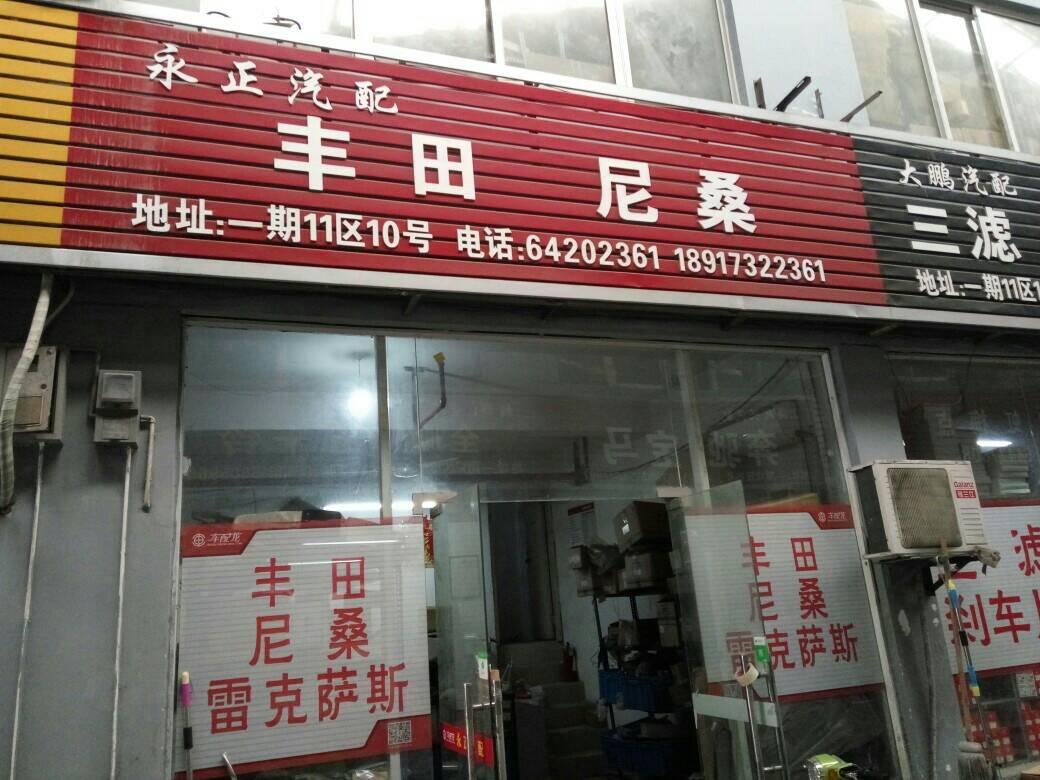 永正汽配
丰田 尼桑
地址:一期11区10号 电话:64202361 18917322361
大鹏汽配
三滤
地址:一期11区1
车配龙
丰田
尼桑
雷克萨斯
车配龙
丰田
尼桑
雷克萨斯
滤
刹车片